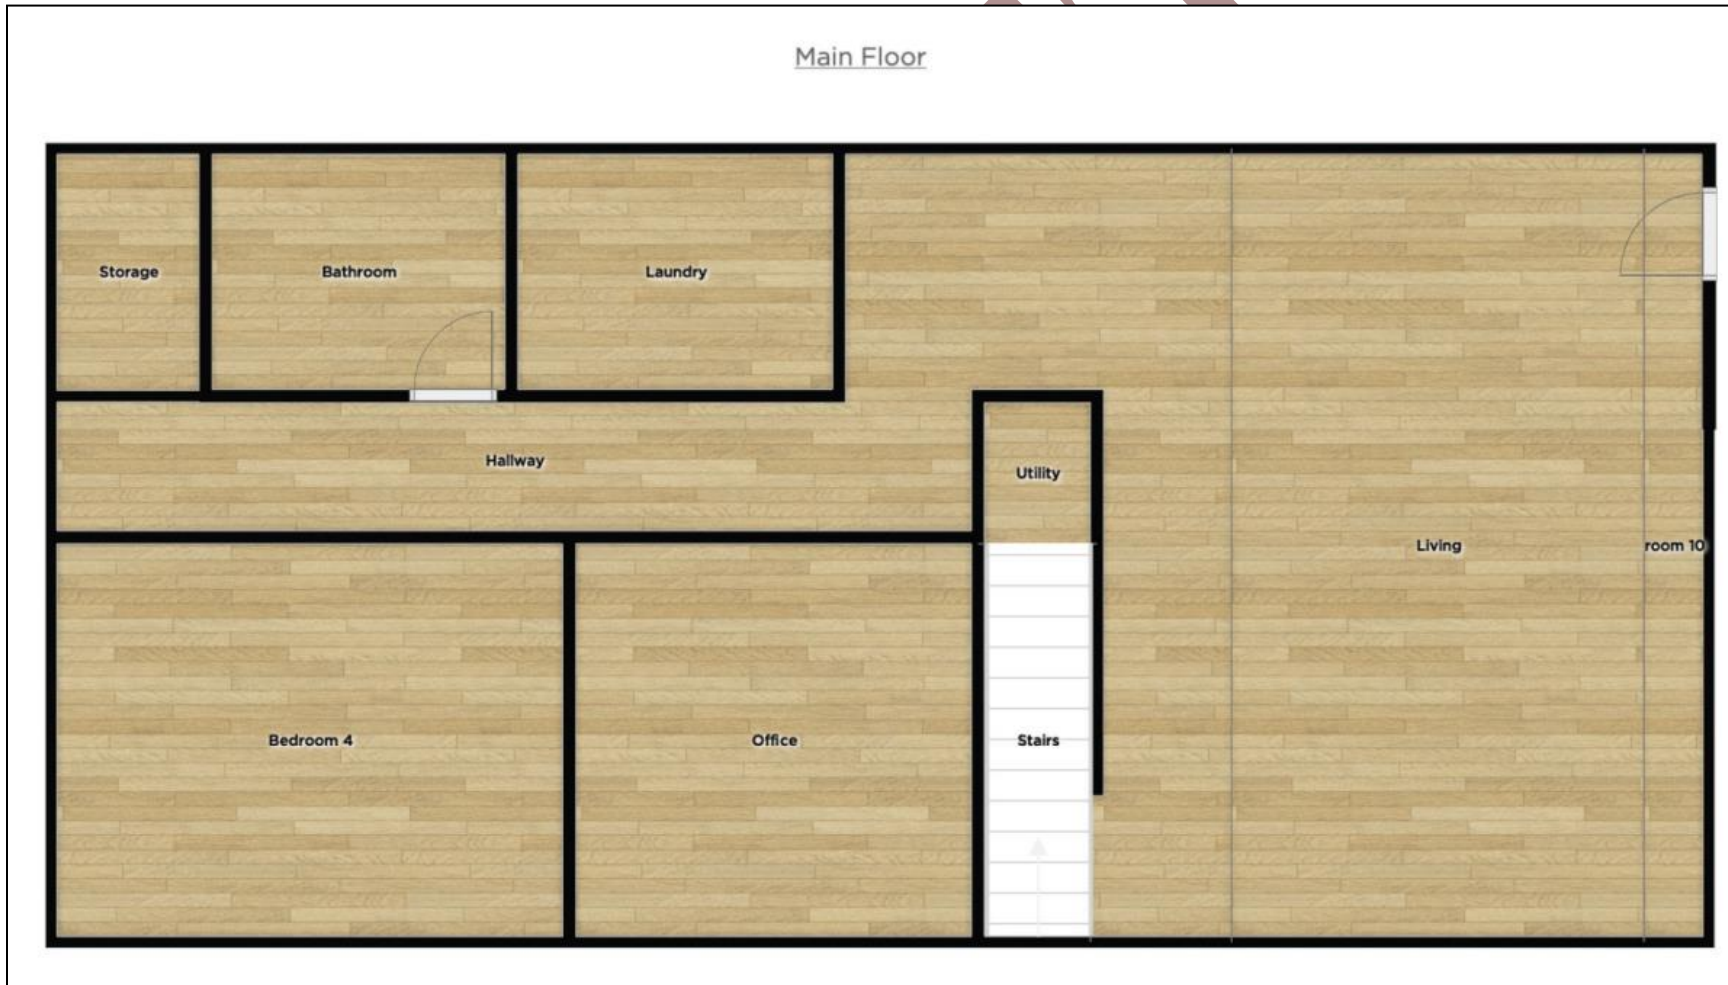 Main Floor
Storage
Bathroom
Laundry
Hallway
Utility
Living
room 10
Bedroom 4
Office
Stairs